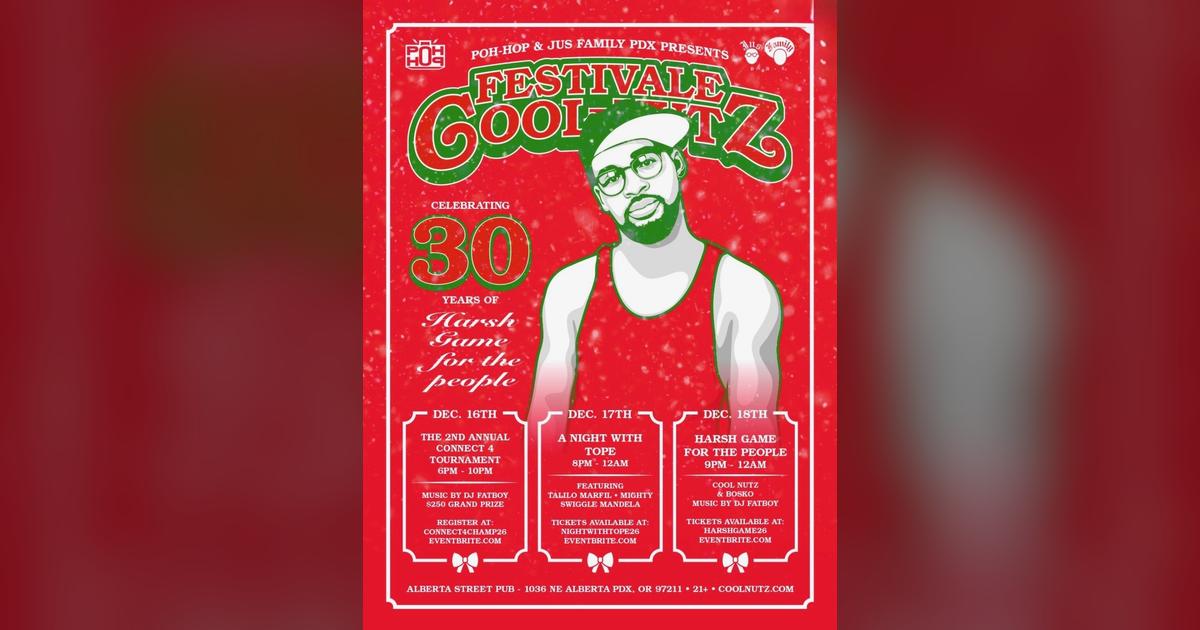 POH
HOP
POH-HOP & JUS FAMILY PDX PRESENTS
Jus Family
FESTIVALE
COOL NUTZ
CELEBRATING
30
YEARS OF
Harsh
Game
for the
people
DEC. 16TH
THE 2ND ANNUAL
CONNECT 4
TOURNAMENT
6PM - 10PM
MUSIC BY DJ FATBOY
$250 GRAND PRIZE
REGISTER AT:
CONNECT4CHAMP26
EVENTBRITE.COM
DEC. 17TH
A NIGHT WITH
TOPE
8PM - 12AM
FEATURING
TALILO MARFIL • MIGHTY
SWIGGLE MANDELA
TICKETS AVAILABLE AT:
NIGHTWITHTOPE26
EVENTBRITE.COM
DEC. 18TH
HARSH GAME
FOR THE PEOPLE
9PM - 12AM
COOL NUTZ
& BOSKO
MUSIC BY DJ FATBOY
TICKETS AVAILABLE AT:
HARSHGAME26
EVENTBRITE.COM
ALBERTA STREET PUB - 1036 NE ALBERTA PDX, OR 97211 • 21+ • COOLNUTZ.COM